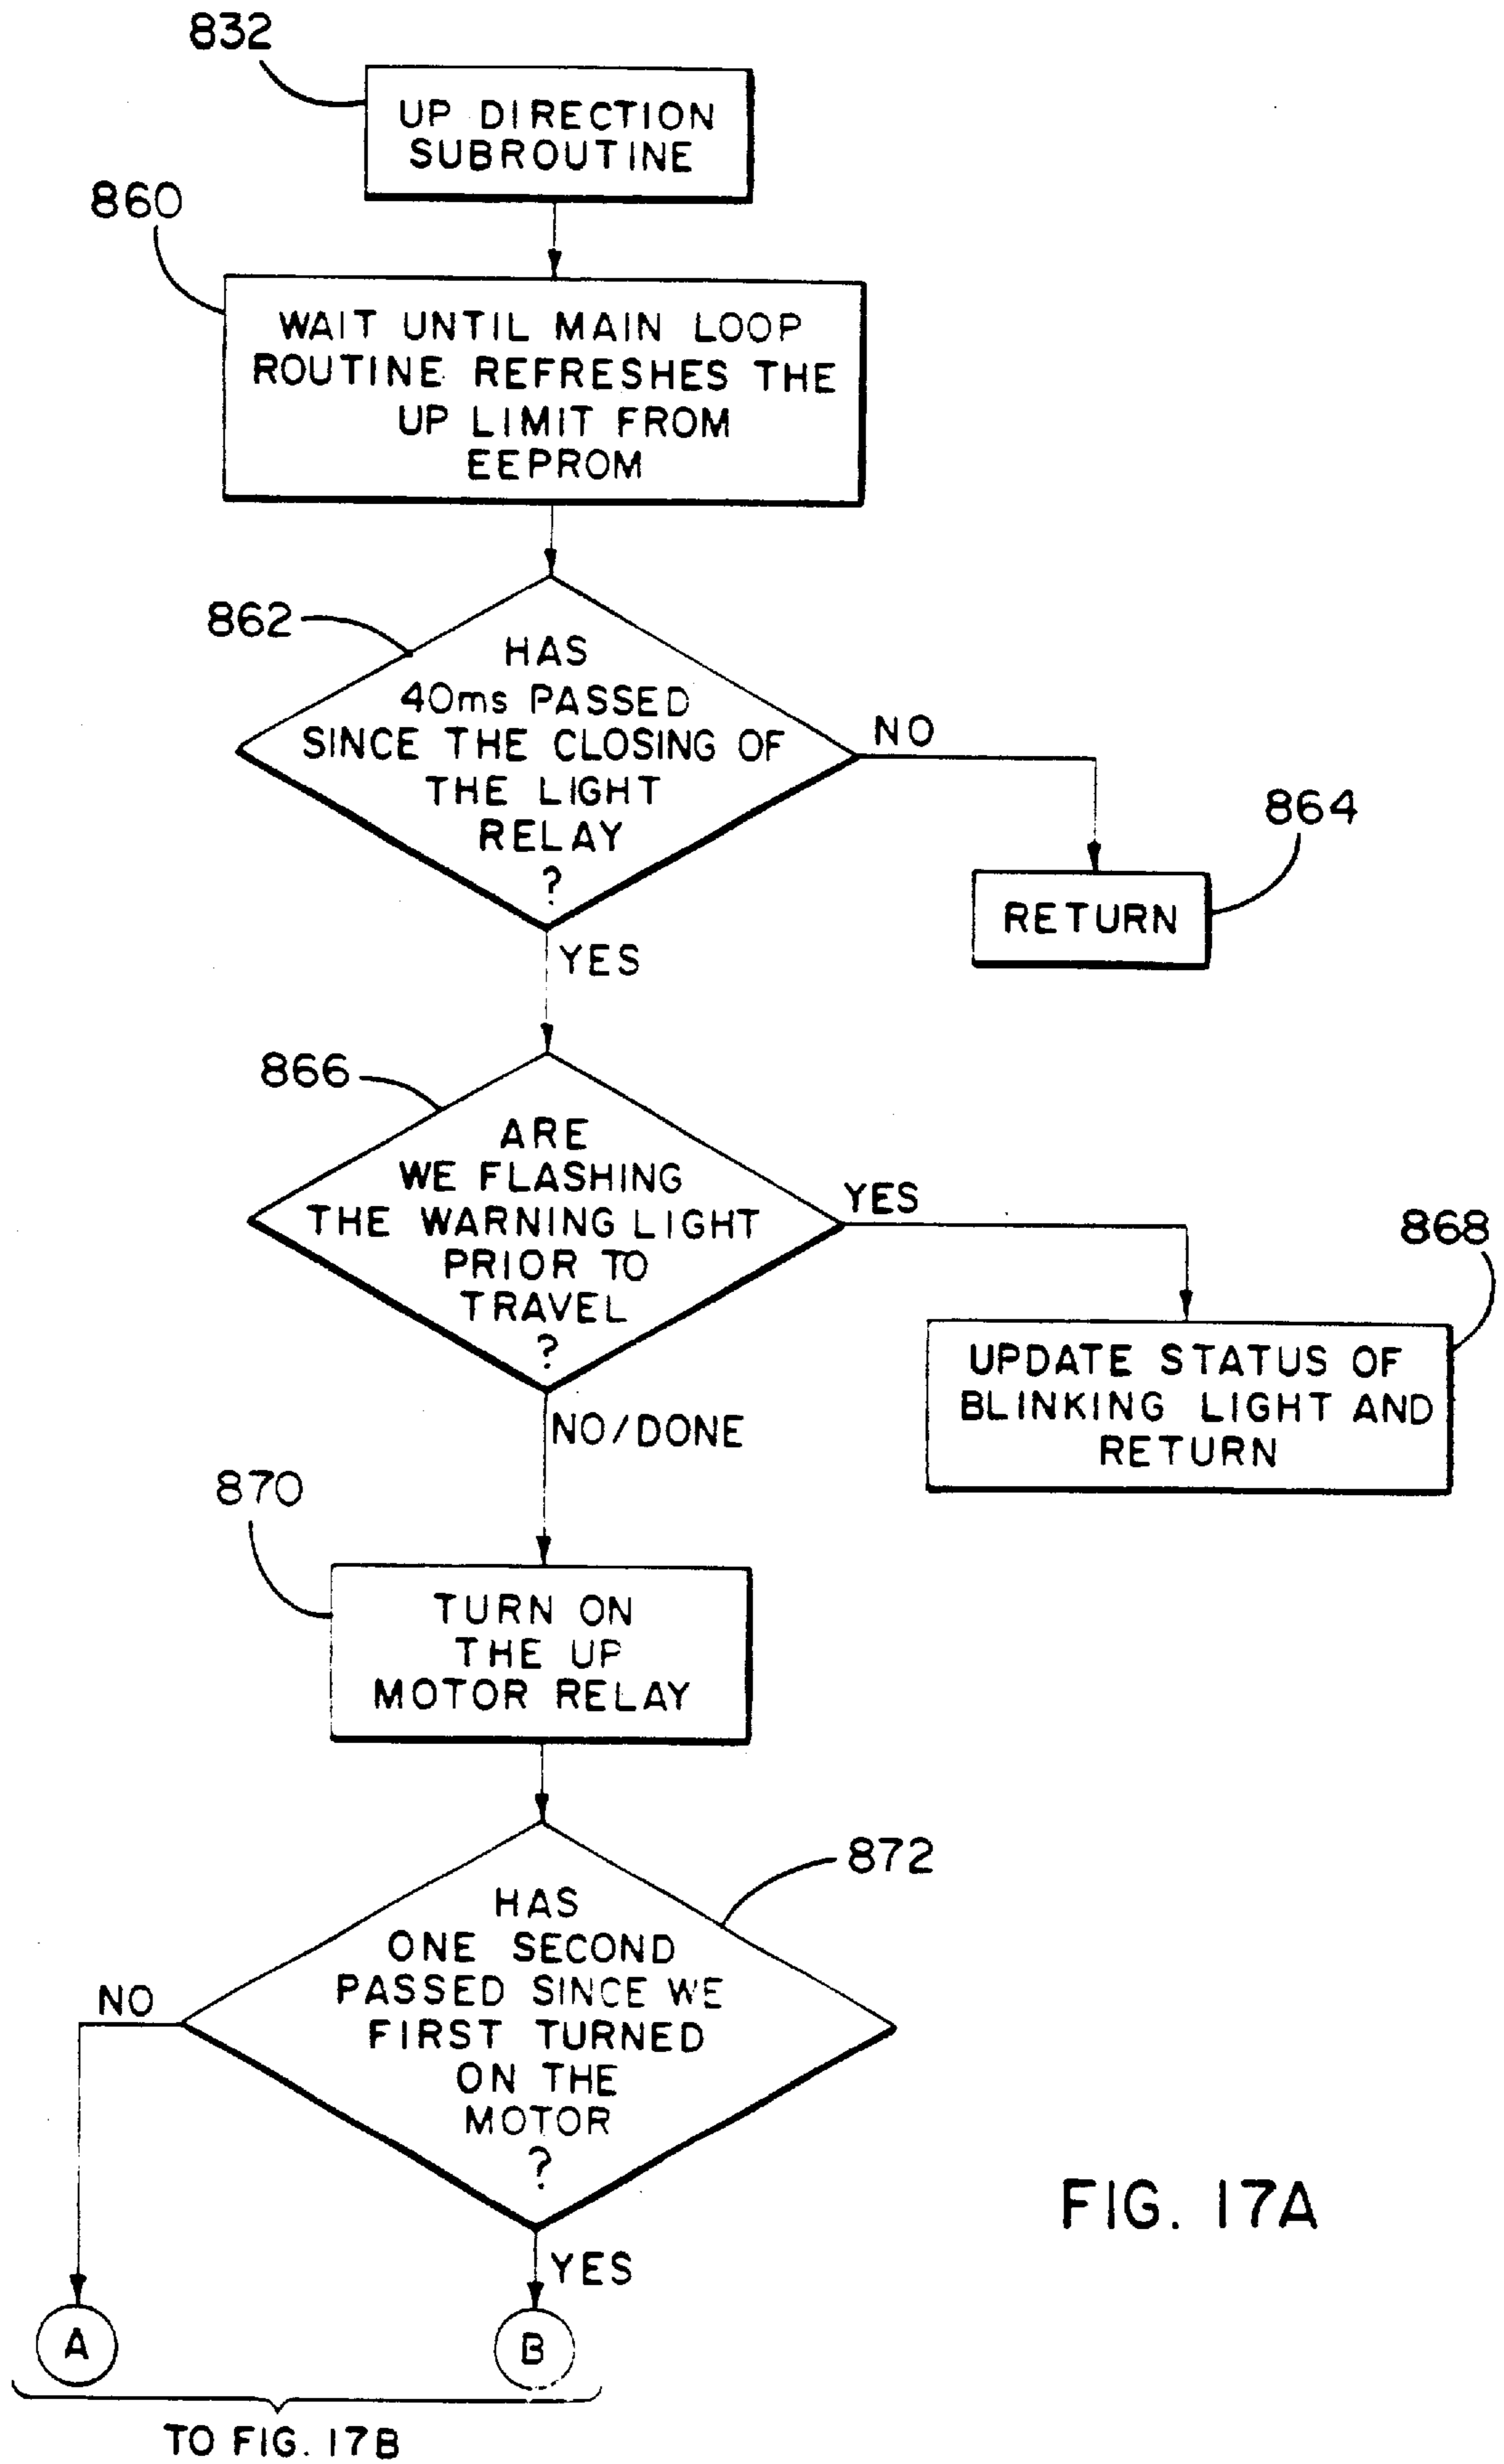 832
UP DIRECTION
SUBROUTINE
860
WAIT UNTIL MAIN LOOP
ROUTINE REFRESHES THE
UP LIMIT FROM
EEPROM
862
HAS
40ms PASSED
SINCE THE CLOSING OF
THE LIGHT
RELAY
?
NO
864
RETURN
YES
866
ARE
WE FLASHING
THE WARNING LIGHT
PRIOR TO
TRAVEL
?
YES
868
UPDATE STATUS OF
BLINKING LIGHT AND
RETURN
NO/DONE
870
TURN ON
THE UP
MOTOR RELAY
872
HAS
ONE SECOND
PASSED SINCE WE
FIRST TURNED
ON THE
MOTOR
?
NO
YES
A
B
TO FIG. 17B
FIG. 17A